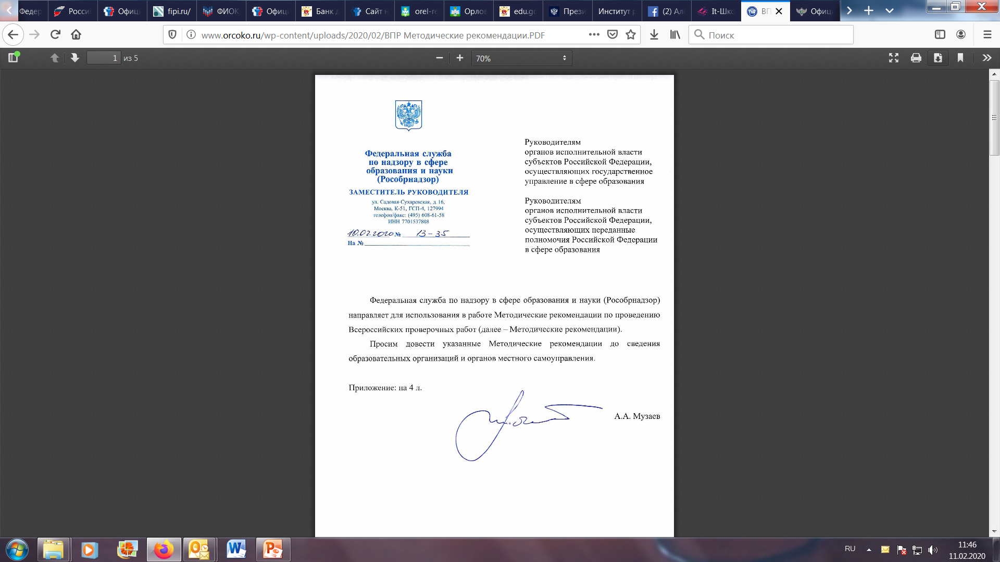 Федер
Росси
Офиц
fipi.ru/
ФИОК
Офиц
Банк д
Сайт н
orel-re
Орлов
edu.go
Прези
Институт р
(2) Ал
It-Шко
ВП
Офиц
www.orcoko.ru/wp-content/uploads/2020/02/ВПР Методические рекомендации.PDF
Поиск
1 из 5
70%
Федеральная служба
по надзору в сфере
образования и науки
(Рособрнадзор)
ЗАМЕСТИТЕЛЬ РУКОВОДИТЕЛЯ
ул. Садовая-Сухаревская, д. 16,
Москва, К-51, ГСП-4, 127994
телефон/факс: (495) 608-61-58
ИНН 7701537808
10.02.2020 № 13-35
На №
Руководителям
органов исполнительной власти
субъектов Российской Федерации,
осуществляющих государственное
управление в сфере образования
Руководителям
органов исполнительной власти
субъектов Российской Федерации,
осуществляющих переданные
полномочия Российской Федерации
в сфере образования
Федеральная служба по надзору в сфере образования и науки (Рособрнадзор)
направляет для использования в работе Методические рекомендации по проведению
Всероссийских проверочных работ (далее – Методические рекомендации).
Просим довести указанные Методические рекомендации до сведения
образовательных организаций и органов местного самоуправления.
Приложение: на 4 л.
А.А. Музаев
RU
11:46
11.02.2020